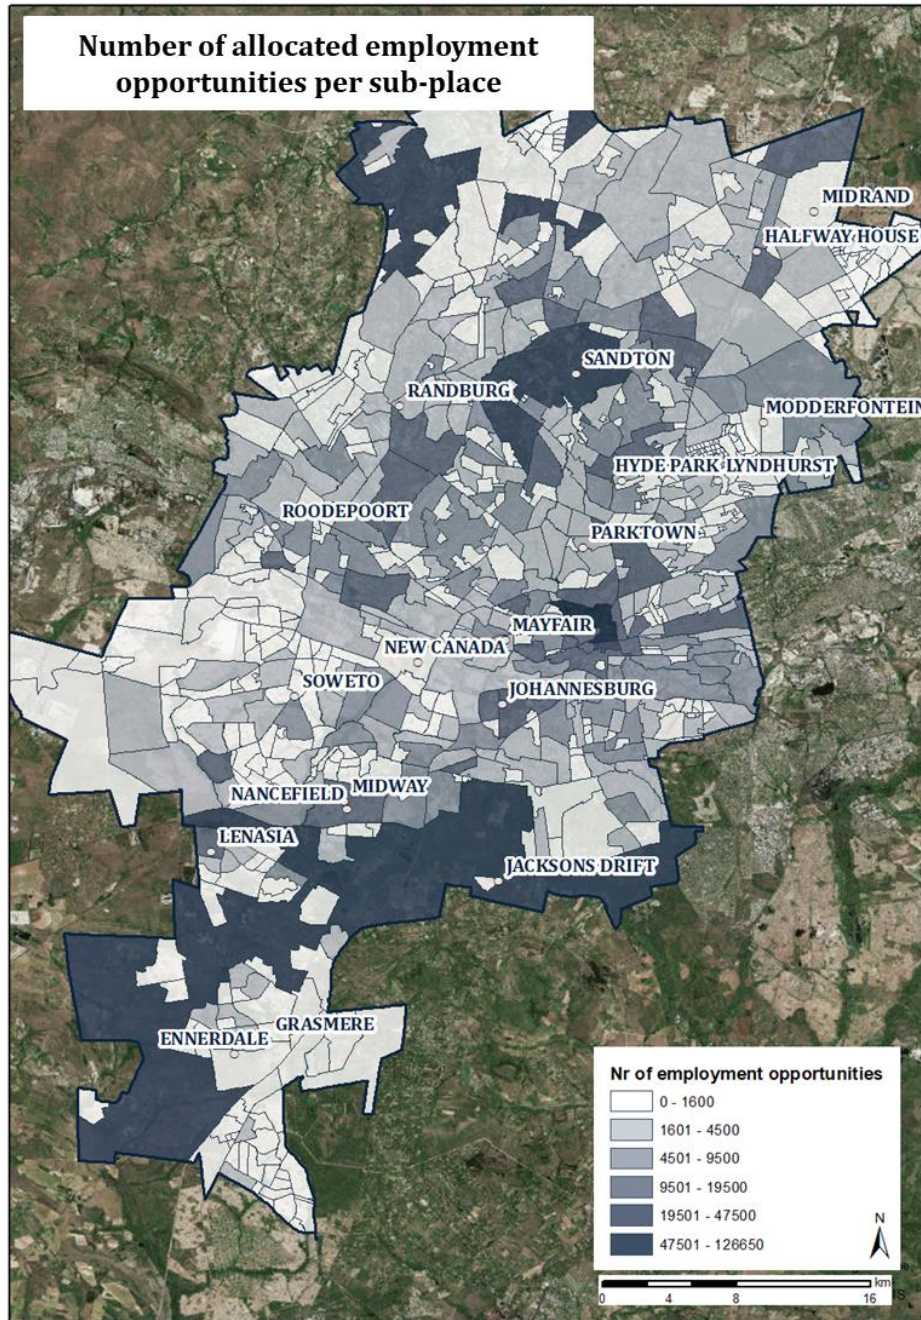 Number of allocated employment
opportunities per sub-place
MIDRAND
HALFWAY HOUSE
SANDTON
RANDBURG
MODDERFONTEIN
HYDE PARK LYNDHURST
ROODEPOORT
PARKTOWN
MAYFAIR
NEW CANADA
SOWETO
JOHANNESBURG
NANCEFIELD
MIDWAY
LENASIA
JACKSONS DRIFT
GRASMERE
ENNERDALE
Nr of employment opportunities
0 - 1600
1601 - 4500
4501 - 9500
9501 - 19500
19501 - 47500
47501 - 126650
N
km
0 4 8 16